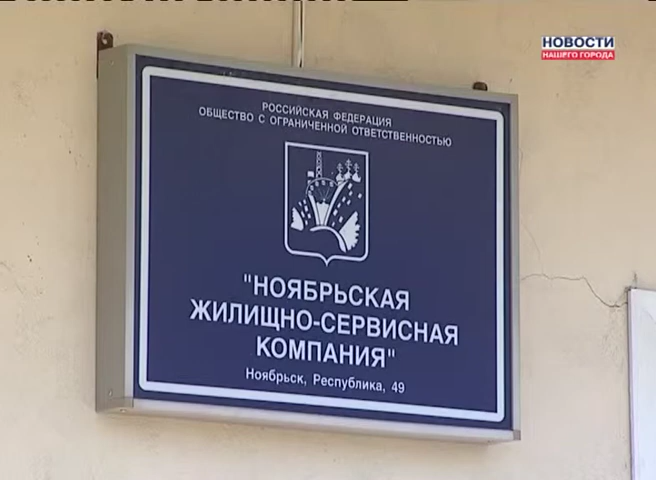 НОВОСТИ
НАШЕГО ГОРОДА
РОССИЙСКАЯ ФЕДЕРАЦИЯ
ОБЩЕСТВО С ОГРАНИЧЕННОЙ ОТВЕТСТВЕННОСТЬЮ
"НОЯБРЬСКАЯ
ЖИЛИЩНО-СЕРВИСНАЯ
КОМПАНИЯ"
Ноябрьск, Республика, 49